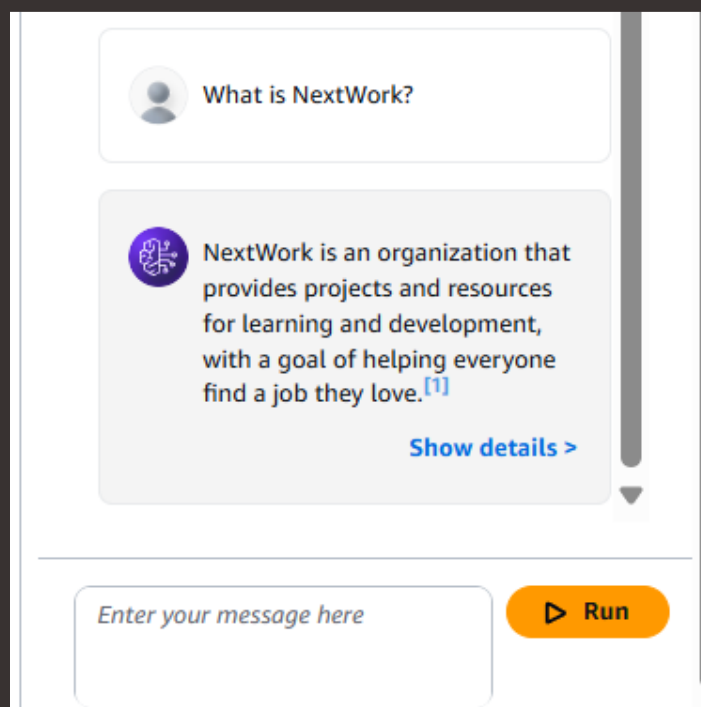 What is NextWork?
NextWork is an organization that
provides projects and resources
for learning and development,
with a goal of helping everyone
find a job they love.[1]
Show details >
Enter your message here
Run